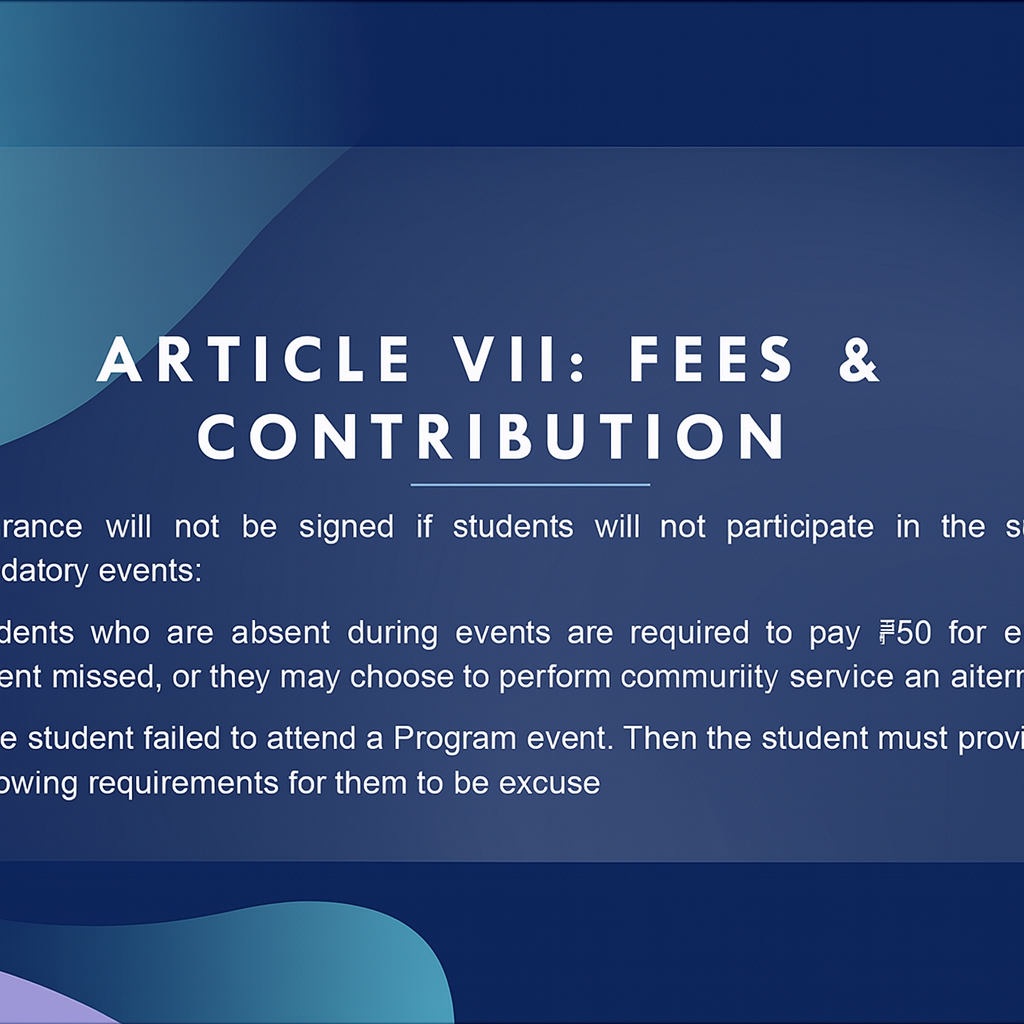 ARTICLE VII: FEES &
CONTRIBUTION
rance will not be signed if students will not participate in the su
datory events:
dents who are absent during events are required to pay ₱50 for e
ent missed, or they may choose to perform commuriity service an aitern
e student failed to attend a Program event. Then the student must provi
owing requirements for them to be excuse